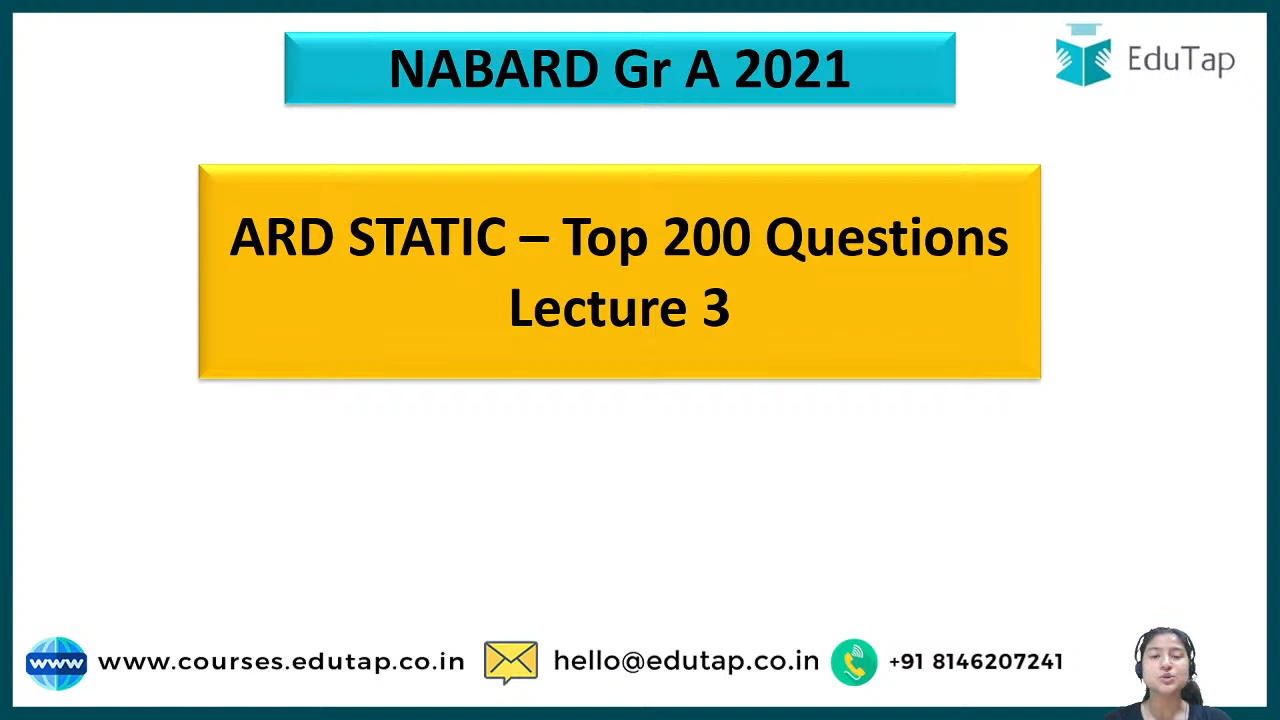 NABARD Gr A 2021
EduTap
ARD STATIC – Top 200 Questions
Lecture 3
www
www.courses.edutap.co.in
hello@edutap.co.in
+91 8146207241